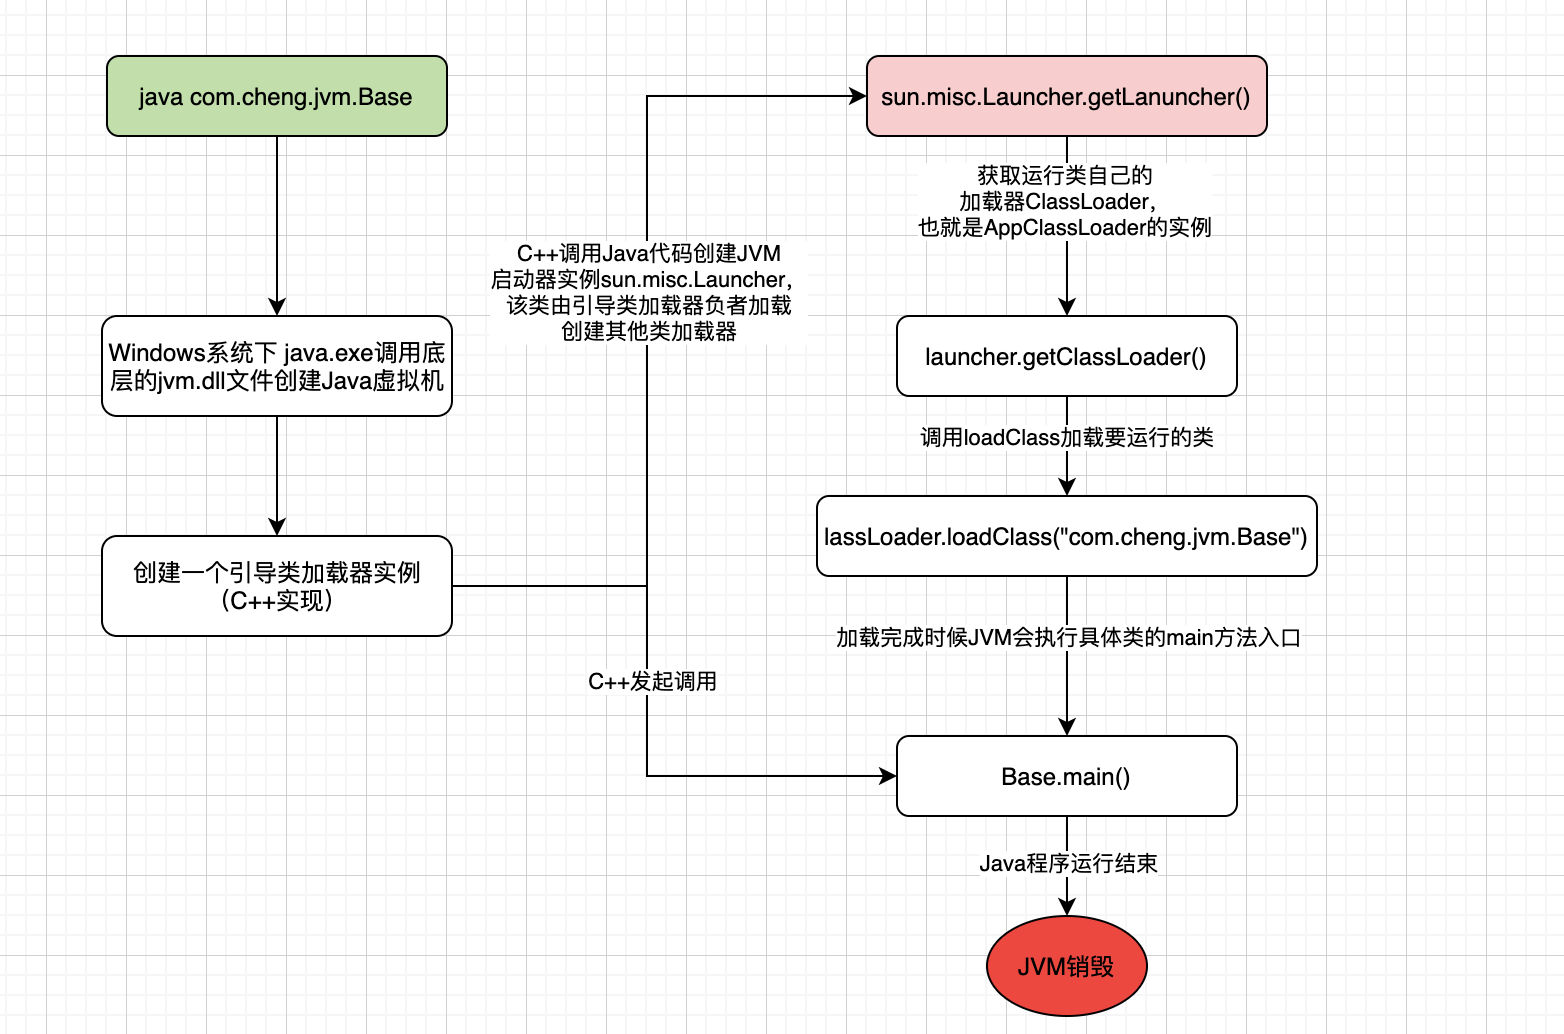 java com.cheng.jvm.Base
Windows系统下 java.exe调用底
层的jvm.dll文件创建Java虚拟机
创建一个引导类加载器实例
（C++实现）
C++调用Java代码创建JVM
启动器实例sun.misc.Launcher，
该类由引导类加载器负者加载
创建其他类加载器
C++发起调用
sun.misc.Launcher.getLanuncher()
获取运行类自己的
加载器ClassLoader，
也就是AppClassLoader的实例
launcher.getClassLoader()
调用loadClass加载要运行的类
lassLoader.loadClass("com.cheng.jvm.Base")
加载完成时候JVM会执行具体类的main方法入口
Base.main()
Java程序运行结束
JVM销毁